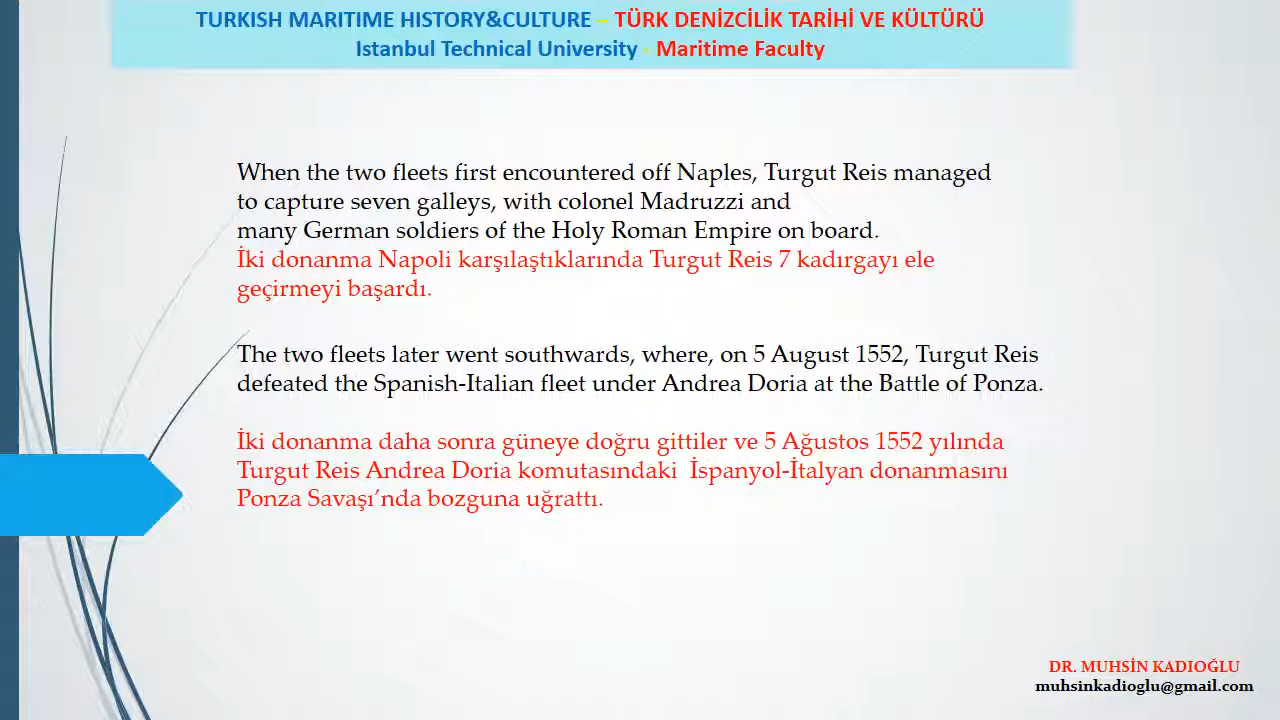 TURKISH MARITIME HISTORY&CULTURE – TÜRK DENİZCİLİK TARİHİ VE KÜLTÜRÜ
Istanbul Technical University - Maritime Faculty
When the two fleets first encountered off Naples, Turgut Reis managed
to capture seven galleys, with colonel Madruzzi and
many German soldiers of the Holy Roman Empire on board.
İki donanma Napoli karşılaştıklarında Turgut Reis 7 kadırgayı ele
geçirmeyi başardı.
The two fleets later went southwards, where, on 5 August 1552, Turgut Reis
defeated the Spanish-Italian fleet under Andrea Doria at the Battle of Ponza.
İki donanma daha sonra güneye doğru gittiler ve 5 Ağustos 1552 yılında
Turgut Reis Andrea Doria komutasındaki İspanyol-İtalyan donanmasını
Ponza Savaşı’nda bozguna uğrattı.
DR. MUHSİN KADIOĞLU
muhsinkadioglu@gmail.com